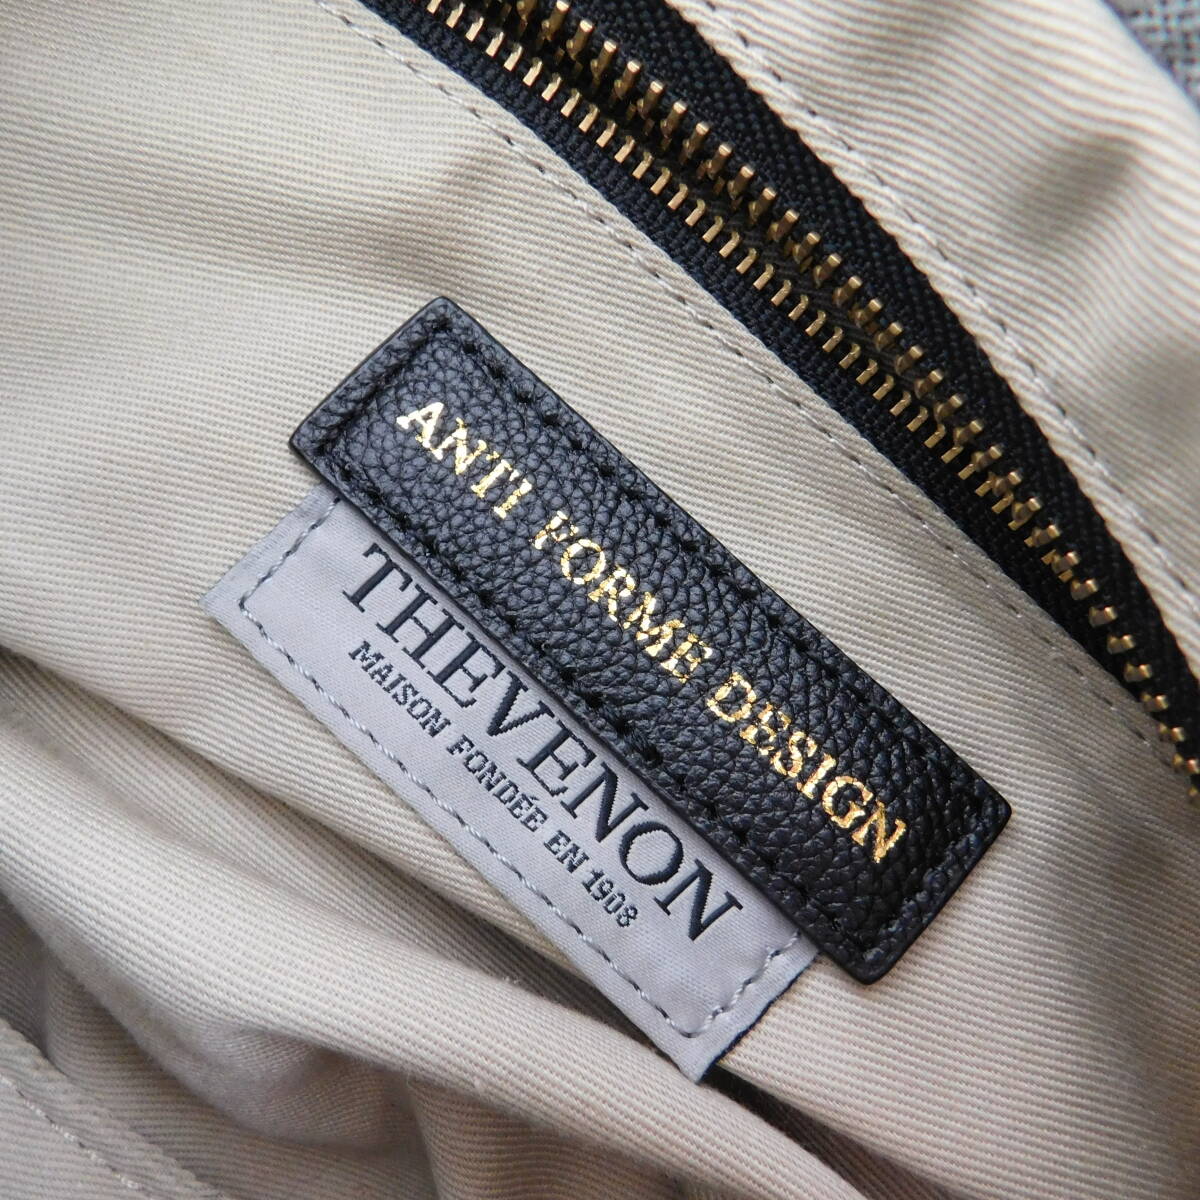 ANTI FORME DESIGN
THEVENON
MAISON FONDÉE EN 1908